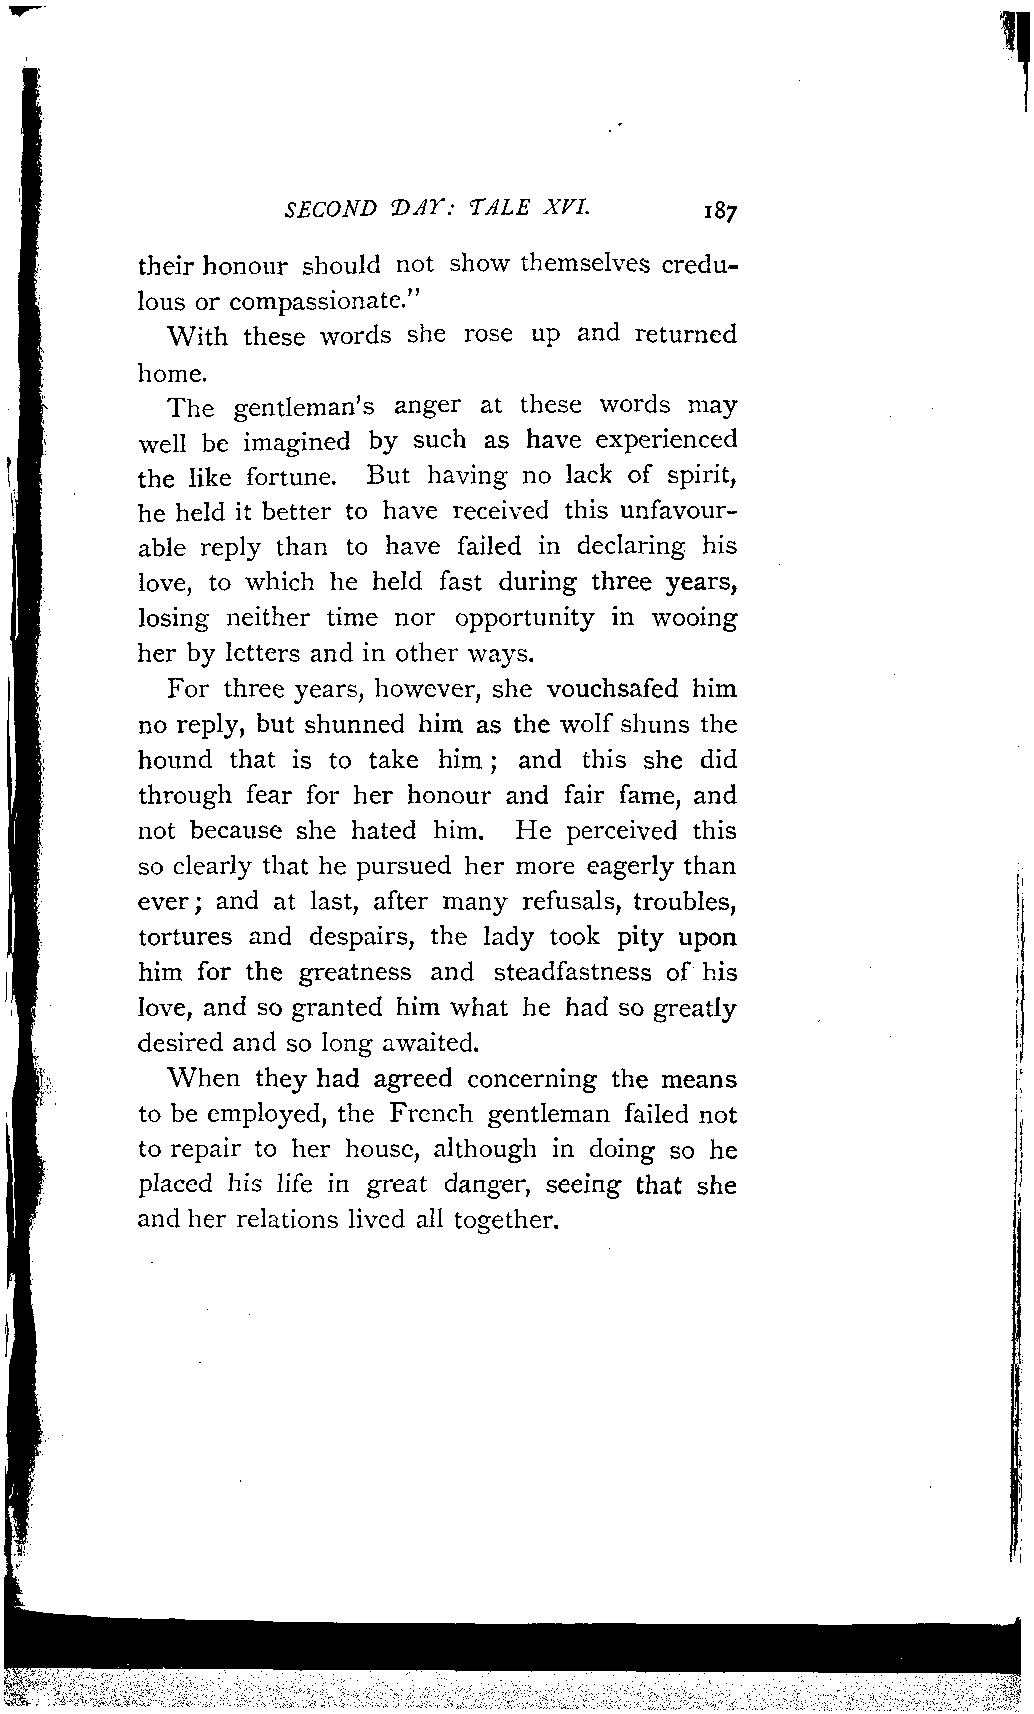 SECOND DAY: TALE XVI. 187
their honour should not show themselves credu-
lous or compassionate."
With these words she rose up and returned
home.
The gentleman's anger at these words may
well be imagined by such as have experienced
the like fortune. But having no lack of spirit,
he held it better to have received this unfavour-
able reply than to have failed in declaring his
love, to which he held fast during three years,
losing neither time nor opportunity in wooing
her by letters and in other ways.
For three years, however, she vouchsafed him
no reply, but shunned him as the wolf shuns the
hound that is to take him; and this she did
through fear for her honour and fair fame, and
not because she hated him. He perceived this
so clearly that he pursued her more eagerly than
ever; and at last, after many refusals, troubles,
tortures and despairs, the lady took pity upon
him for the greatness and steadfastness of his
love, and so granted him what he had so greatly
desired and so long awaited.
When they had agreed concerning the means
to be employed, the French gentleman failed not
to repair to her house, although in doing so he
placed his life in great danger, seeing that she
and her relations lived all together.